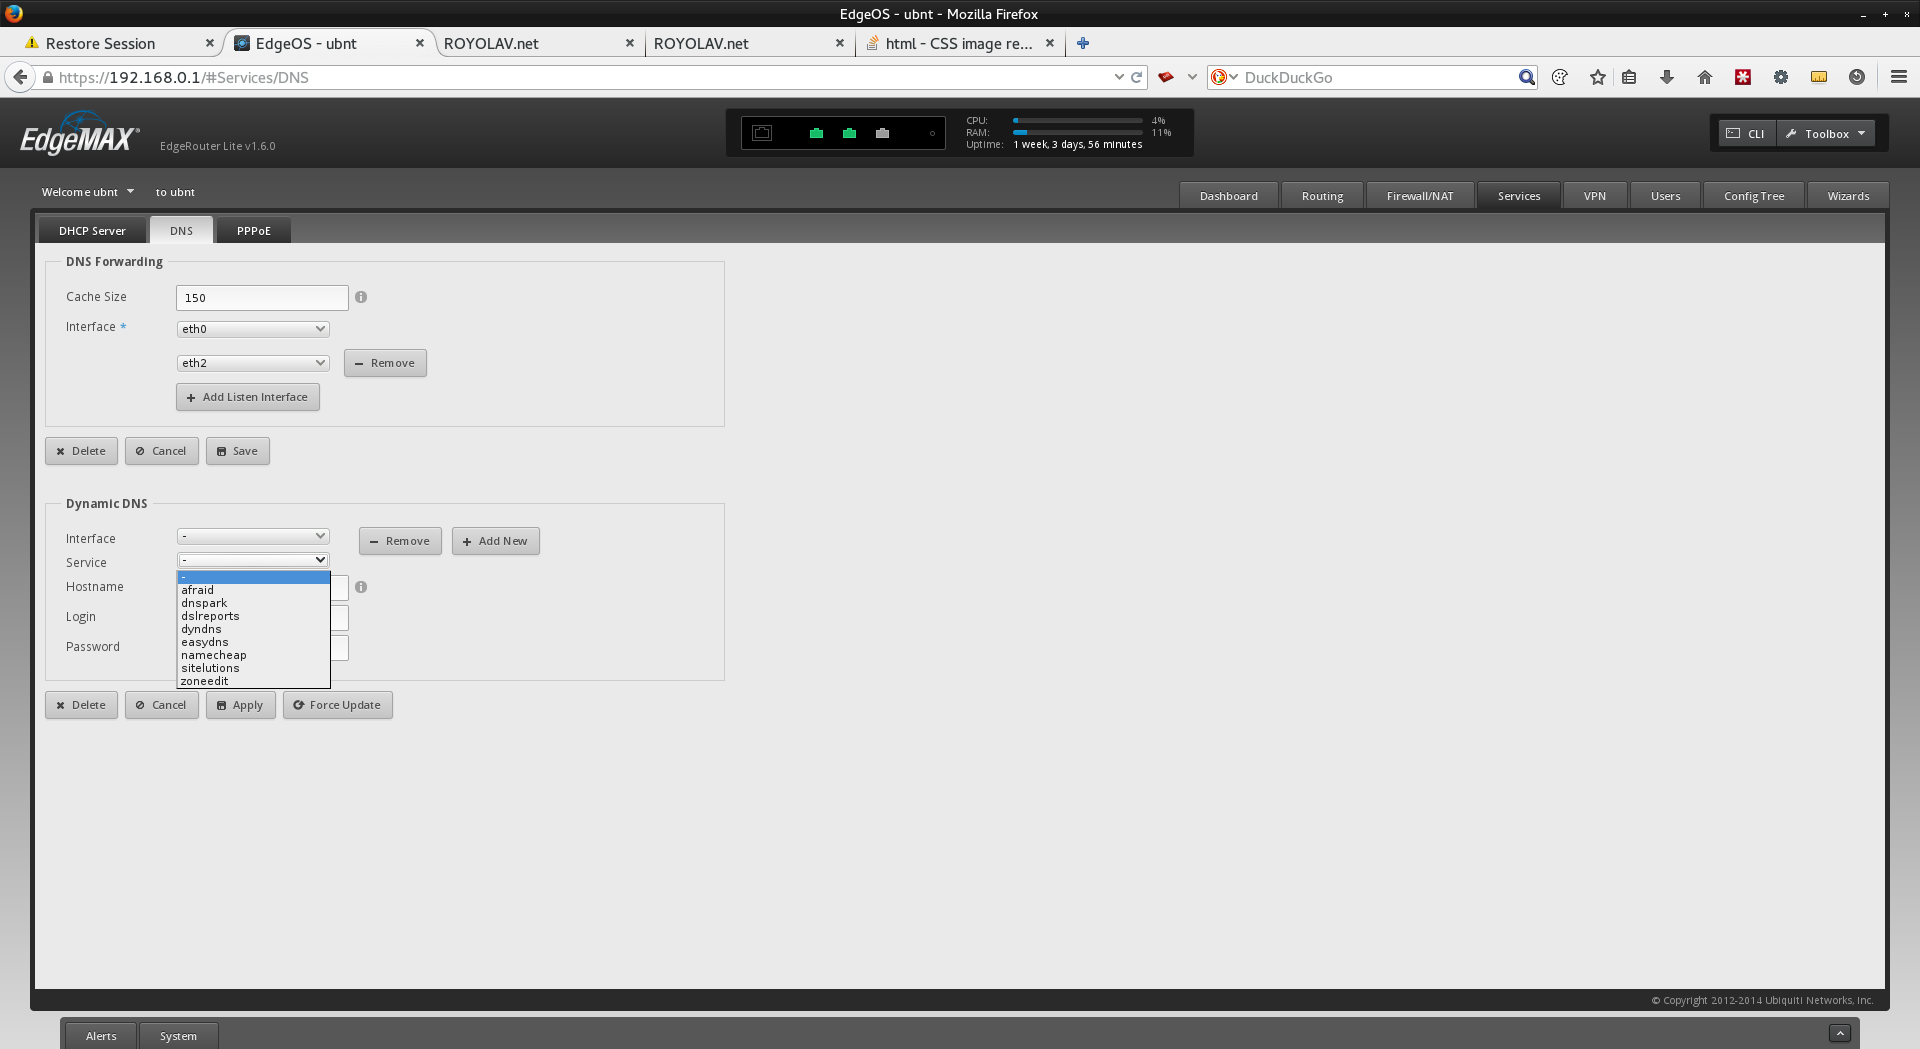 EdgeOS - ubnt - Mozilla Firefox
Restore Session
EdgeOS - ubnt
ROYOLAV.net
ROYOLAV.net
html - CSS image re...
https://192.168.0.1/#Services/DNS
DuckDuckGo
EdgeMAX
EdgeRouter Lite v1.6.0
CPU: 4%
RAM: 11%
Uptime: 1 week, 3 days, 56 minutes
CLI
Toolbox
Welcome ubnt
to ubnt
Dashboard
Routing
Firewall/NAT
Services
VPN
Users
Config Tree
Wizards
DHCP Server
DNS
PPPoE
DNS Forwarding
Cache Size
150
Interface *
eth0
eth2
Remove
Add Listen Interface
Delete
Cancel
Save
Dynamic DNS
Interface
-
Remove
Add New
Service
-
-
Hostname
afraid
dnspark
dslreports
Login
dyndns
easydns
Password
namecheap
sitelutions
zoneedit
Delete
Cancel
Apply
Force Update
© Copyright 2012-2014 Ubiquiti Networks, Inc.
Alerts
System